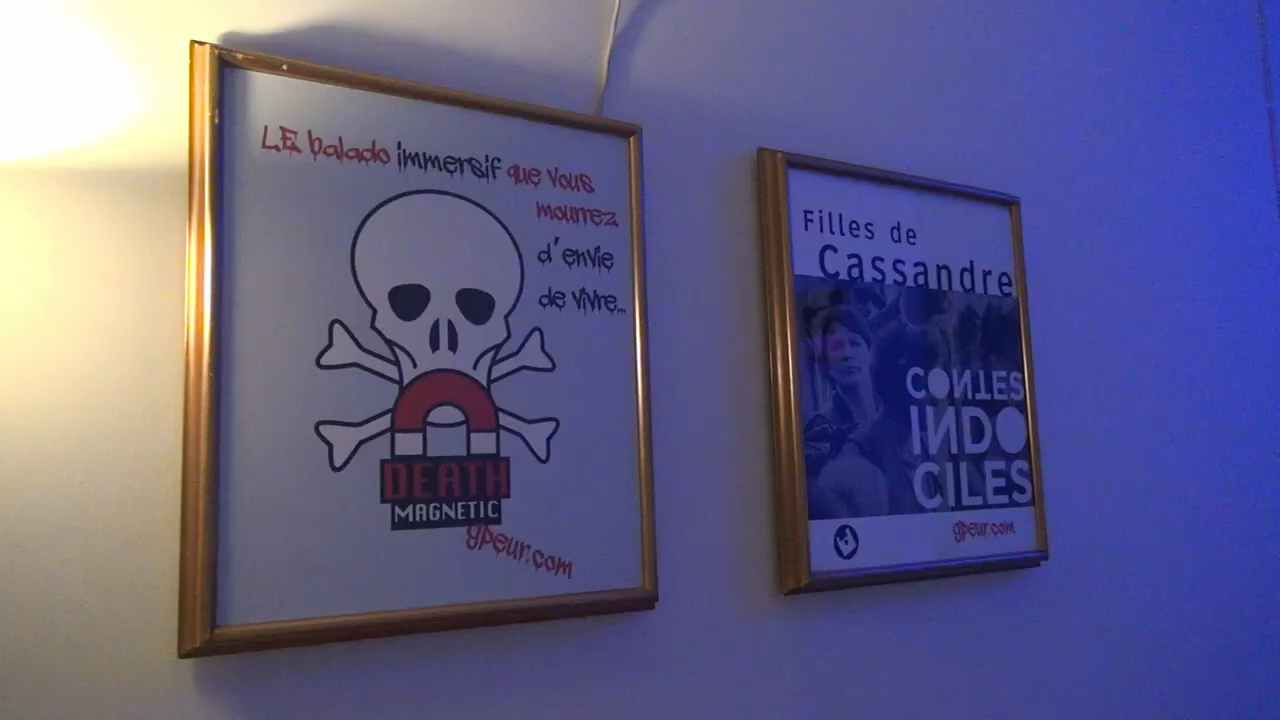 LE balado immersif que vous
mourrez
d'envie
de vivre...
DEATH
MAGNETIC
gpeur.com
Filles de
Cassandre
CONTES
INDO
CILES
gpeur.com